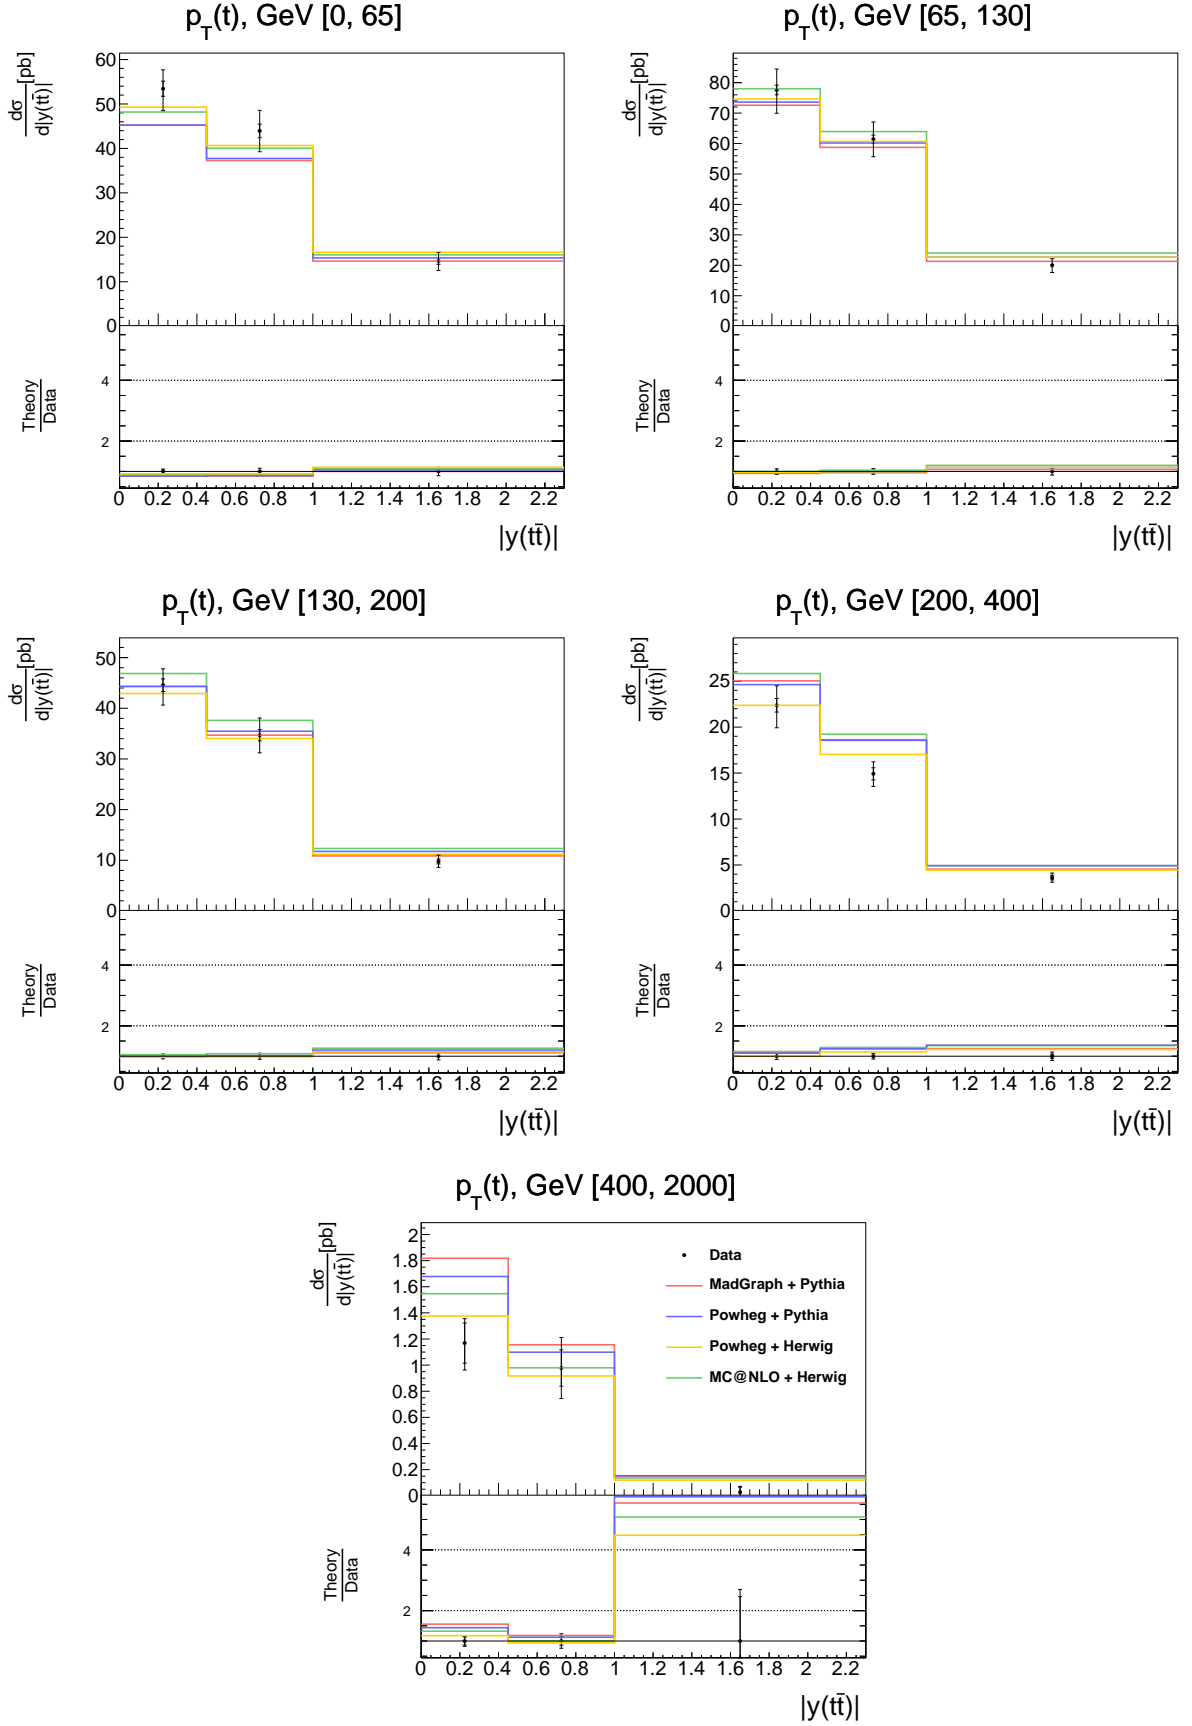 p_T(t), GeV [0, 65]
dσ/d|y(tt̄)| [pb]
60
50
40
30
20
10
0
Theory/Data
4
2
0 0.2 0.4 0.6 0.8 1 1.2 1.4 1.6 1.8 2 2.2
|y(tt̄)|
p_T(t), GeV [65, 130]
dσ/d|y(tt̄)| [pb]
80
70
60
50
40
30
20
10
0
Theory/Data
4
2
0 0.2 0.4 0.6 0.8 1 1.2 1.4 1.6 1.8 2 2.2
|y(tt̄)|
p_T(t), GeV [130, 200]
dσ/d|y(tt̄)| [pb]
50
40
30
20
10
0
Theory/Data
4
2
0 0.2 0.4 0.6 0.8 1 1.2 1.4 1.6 1.8 2 2.2
|y(tt̄)|
p_T(t), GeV [200, 400]
dσ/d|y(tt̄)| [pb]
25
20
15
10
5
0
Theory/Data
4
2
0 0.2 0.4 0.6 0.8 1 1.2 1.4 1.6 1.8 2 2.2
|y(tt̄)|
p_T(t), GeV [400, 2000]
dσ/d|y(tt̄)| [pb]
2
1.8
1.6
1.4
1.2
1
0.8
0.6
0.4
0.2
0
Data
MadGraph + Pythia
Powheg + Pythia
Powheg + Herwig
MC@NLO + Herwig
Theory/Data
4
2
0 0.2 0.4 0.6 0.8 1 1.2 1.4 1.6 1.8 2 2.2
|y(tt̄)|